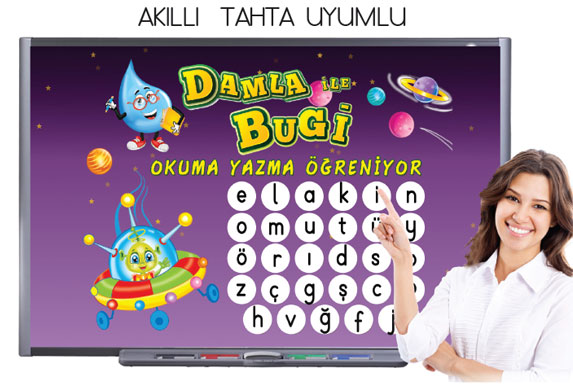 AKILLI TAHTA UYUMLU
DAMLA İLE
BUGİ
OKUMA YAZMA ÖĞRENİYOR
e l a k i n
o m u t ü y
ö r ı d s
z ç g ş c
h v ğ f j